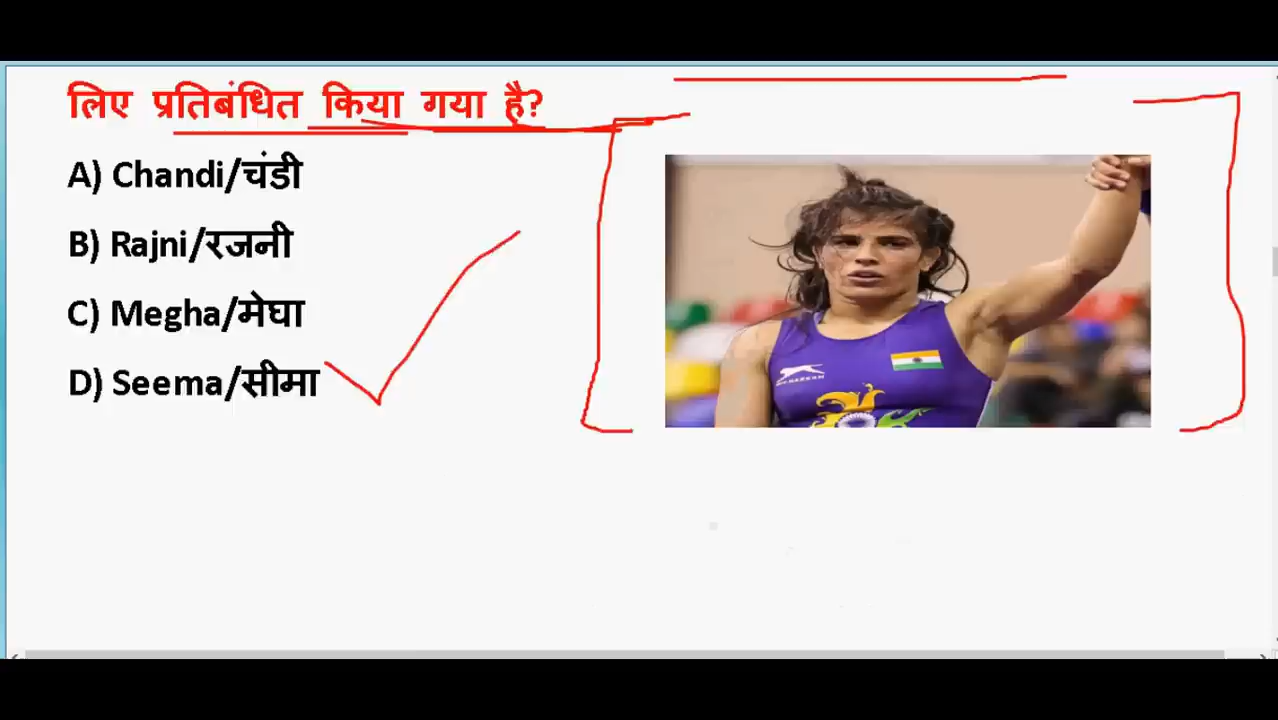 लिए प्रतिबंधित किया गया है?
A) Chandi/चंडी
B) Rajni/रजनी
C) Megha/मेघा
D) Seema/सीमा